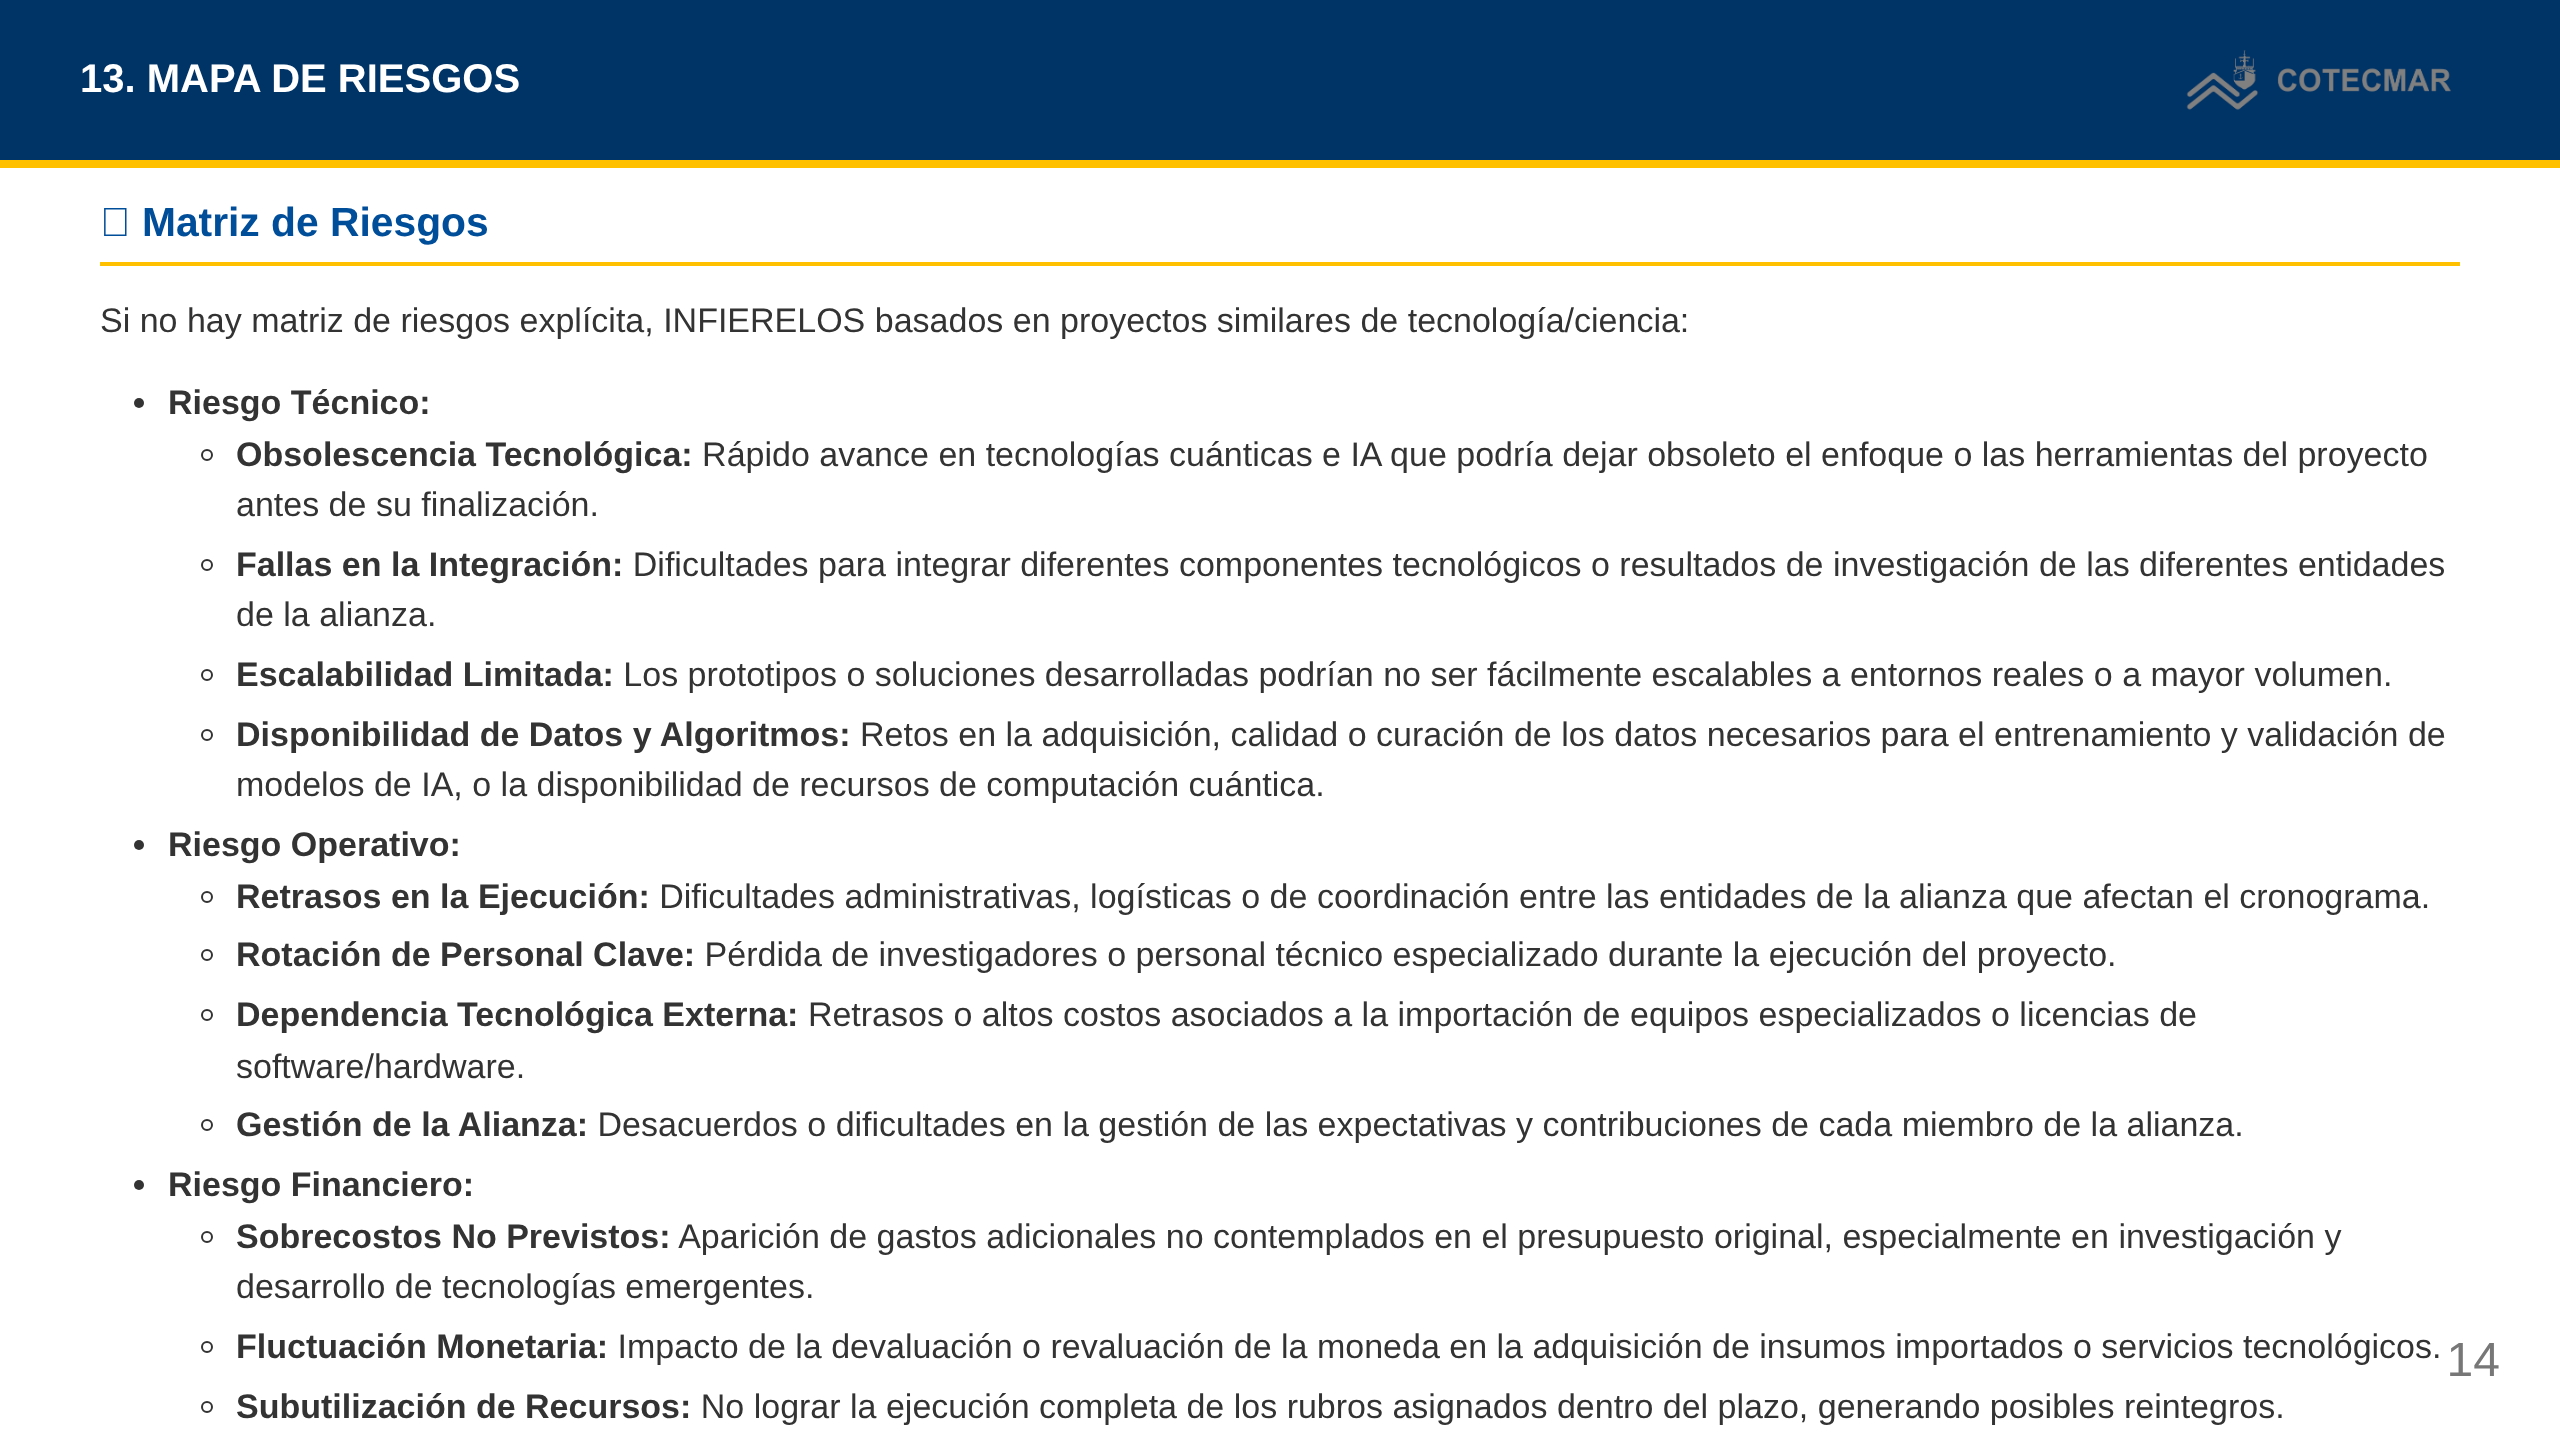 13. MAPA DE RIESGOS
COTECMAR
Matriz de Riesgos
Si no hay matriz de riesgos explícita, INFIERELOS basados en proyectos similares de tecnología/ciencia:
• Riesgo Técnico:
◦ Obsolescencia Tecnológica: Rápido avance en tecnologías cuánticas e IA que podría dejar obsoleto el enfoque o las herramientas del proyecto
antes de su finalización.
◦ Fallas en la Integración: Dificultades para integrar diferentes componentes tecnológicos o resultados de investigación de las diferentes entidades
de la alianza.
◦ Escalabilidad Limitada: Los prototipos o soluciones desarrolladas podrían no ser fácilmente escalables a entornos reales o a mayor volumen.
◦ Disponibilidad de Datos y Algoritmos: Retos en la adquisición, calidad o curación de los datos necesarios para el entrenamiento y validación de
modelos de IA, o la disponibilidad de recursos de computación cuántica.
• Riesgo Operativo:
◦ Retrasos en la Ejecución: Dificultades administrativas, logísticas o de coordinación entre las entidades de la alianza que afectan el cronograma.
◦ Rotación de Personal Clave: Pérdida de investigadores o personal técnico especializado durante la ejecución del proyecto.
◦ Dependencia Tecnológica Externa: Retrasos o altos costos asociados a la importación de equipos especializados o licencias de
software/hardware.
◦ Gestión de la Alianza: Desacuerdos o dificultades en la gestión de las expectativas y contribuciones de cada miembro de la alianza.
• Riesgo Financiero:
◦ Sobrecostos No Previstos: Aparición de gastos adicionales no contemplados en el presupuesto original, especialmente en investigación y
desarrollo de tecnologías emergentes.
◦ Fluctuación Monetaria: Impacto de la devaluación o revaluación de la moneda en la adquisición de insumos importados o servicios tecnológicos.
14
◦ Subutilización de Recursos: No lograr la ejecución completa de los rubros asignados dentro del plazo, generando posibles reintegros.